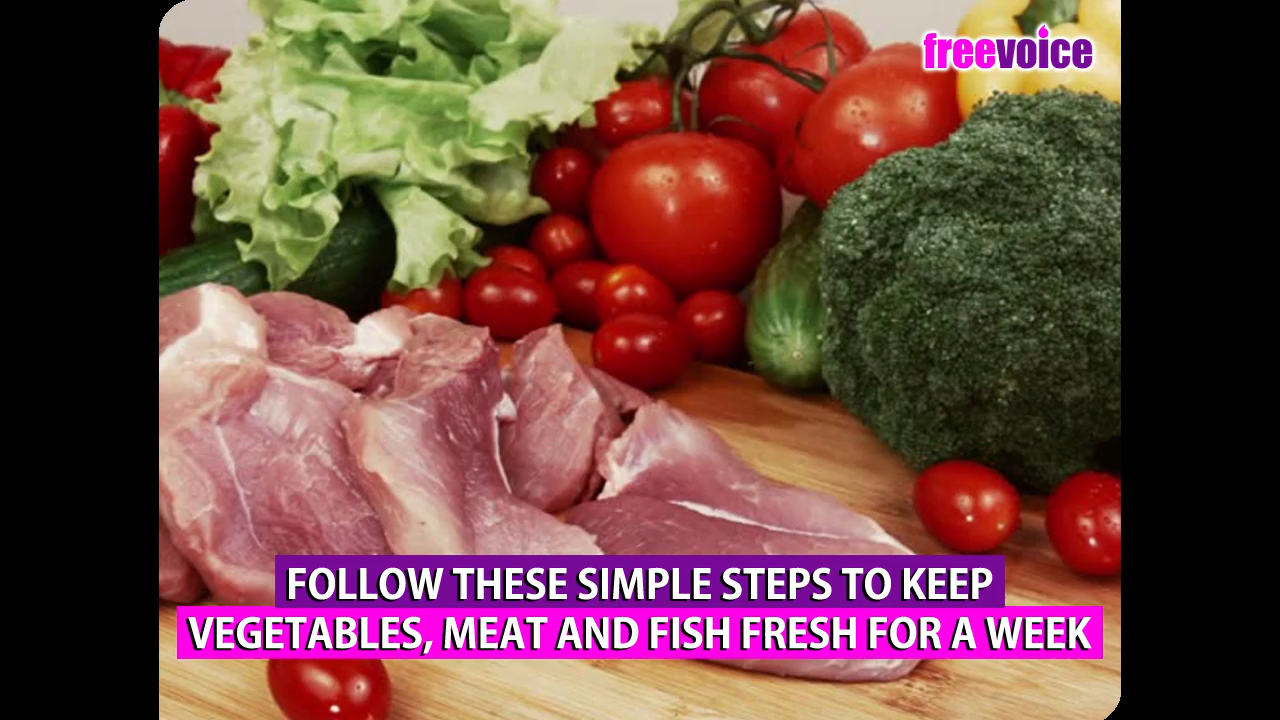 freevoice
FOLLOW THESE SIMPLE STEPS TO KEEP
VEGETABLES, MEAT AND FISH FRESH FOR A WEEK